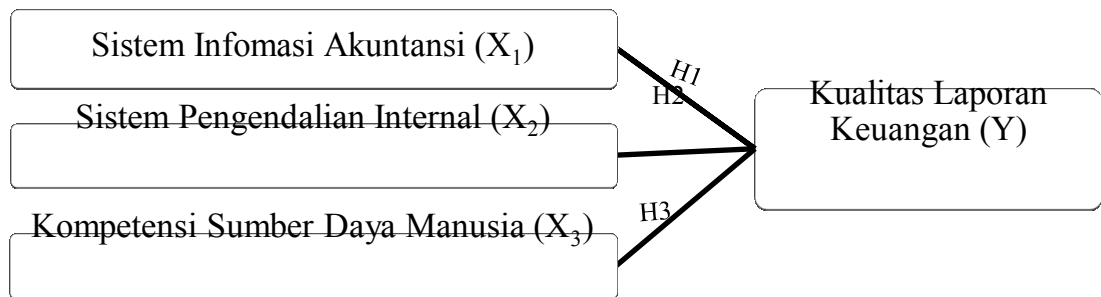 Sistem Infomasi Akuntansi (X₁)
H1
H2
Sistem Pengendalian Internal (X₂)
Kualitas Laporan
Keuangan (Y)
H3
Kompetensi Sumber Daya Manusia (X₃)